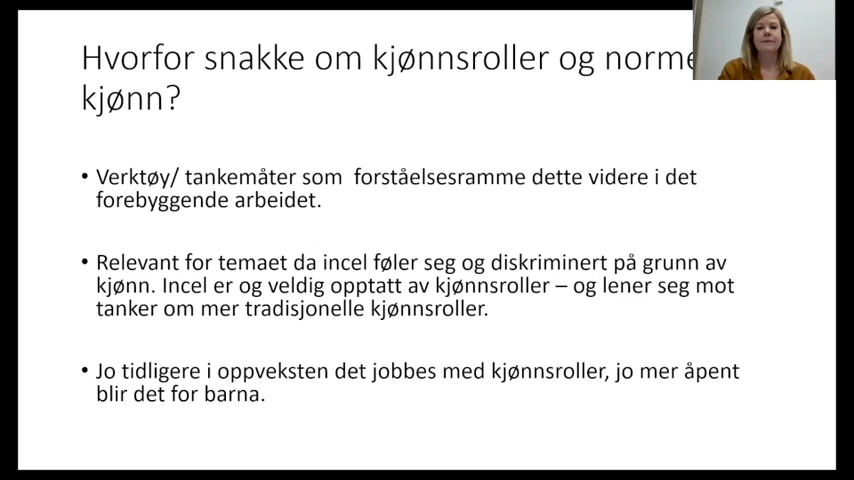 Hvorfor snakke om kjønnsroller og norme
kjønn?
• Verktøy/ tankemåter som  forståelsesramme dette videre i det
forebyggende arbeidet.
• Relevant for temaet da incel føler seg og diskriminert på grunn av
kjønn. Incel er og veldig opptatt av kjønnsroller – og lener seg mot
tanker om mer tradisjonelle kjønnsroller.
• Jo tidligere i oppveksten det jobbes med kjønnsroller, jo mer åpent
blir det for barna.